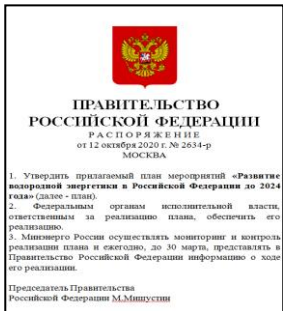 ПРАВИТЕЛЬСТВО
РОССИЙСКОЙ ФЕДЕРАЦИИ
РАСПОРЯЖЕНИЕ
от 12 октября 2020 г. № 2634-р
МОСКВА
1. Утвердить прилагаемый план мероприятий «Развитие
водородной энергетики в Российской Федерации до 2024
года» (далее - план).
2. Федеральным органам исполнительной власти,
ответственным за реализацию плана, обеспечить его
реализацию.
3. Минэнерго России осуществлять мониторинг и контроль
реализации плана и ежегодно, до 30 марта, представлять в
Правительство Российской Федерации информацию о ходе
его реализации.
Председатель Правительства
Российской Федерации М.Мишустин